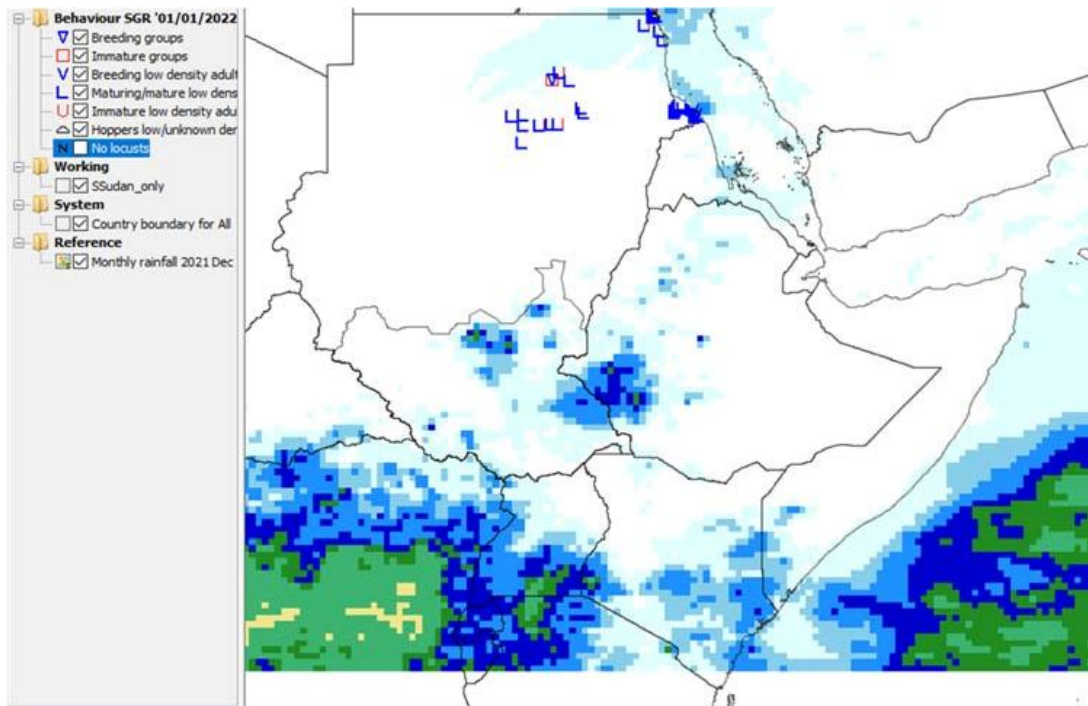 Behaviour SGR '01/01/2022
Breeding groups
Immature groups
Breeding low density adult
Maturing/mature low dens
Immature low density adu
Hoppers low/unknown der
N No locusts
Working
SSudan_only
System
Country boundary for All
Reference
Monthly rainfall 2021 Dec